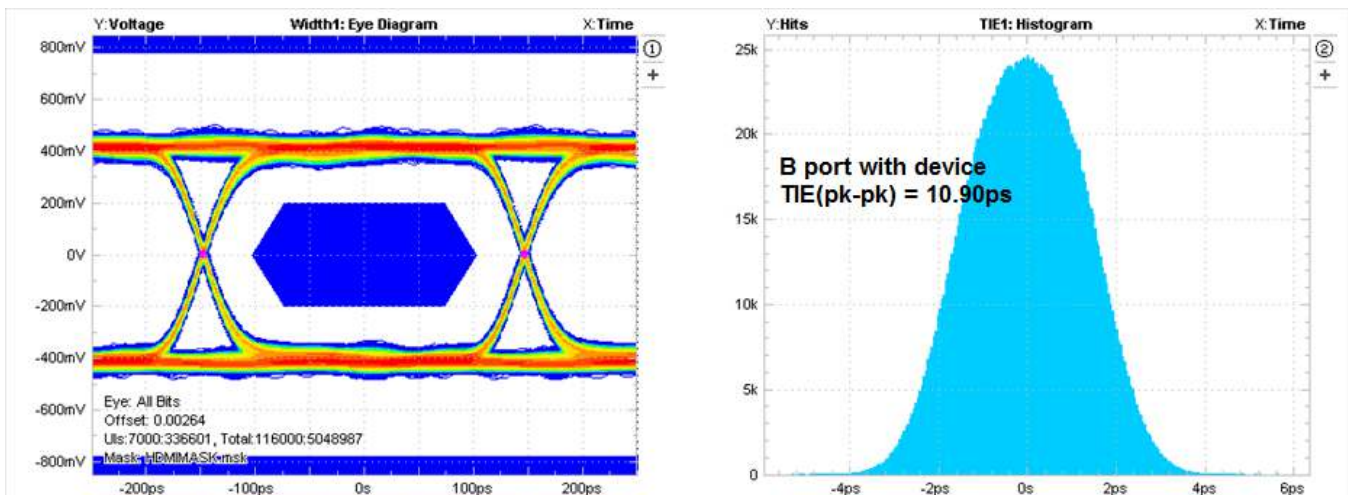 Y:Voltage Width1: Eye Diagram X:Time
800mV
①
+
600mV
400mV
200mV
0V
-200mV
-400mV
-600mV
-800mV
Eye: All Bits
Offset: 0.00264
UIs:7000:336601, Total:116000:5048987
Mask: HDMIMASK.msk
-200ps -100ps 0s 100ps 200ps
Y:Hits TIE1: Histogram X:Time
25k
②
+
20k
B port with device
TIE(pk-pk) = 10.90ps
15k
10k
5k
0
-4ps -2ps 0s 2ps 4ps 6ps